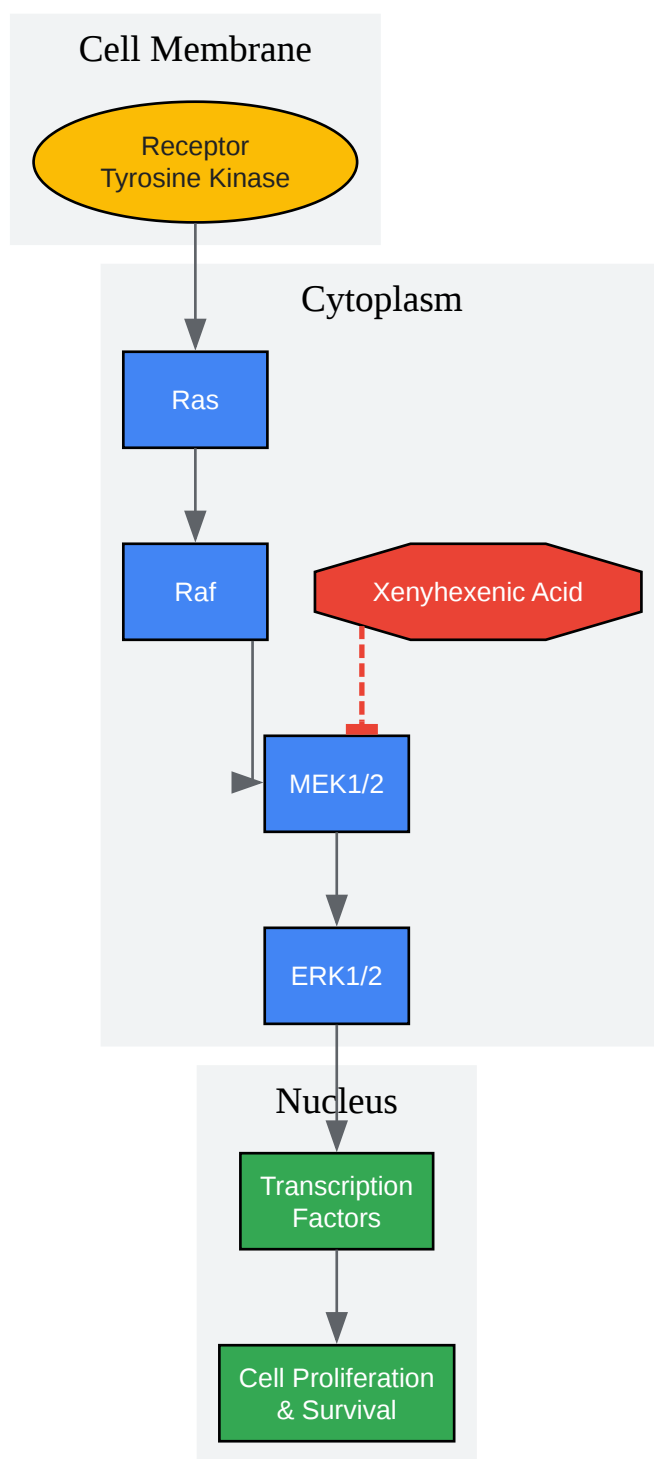 Cell Membrane
Receptor
Tyrosine Kinase
Cytoplasm
Ras
Raf
Xenyhexenic Acid
MEK1/2
ERK1/2
Nucleus
Transcription
Factors
Cell Proliferation
& Survival